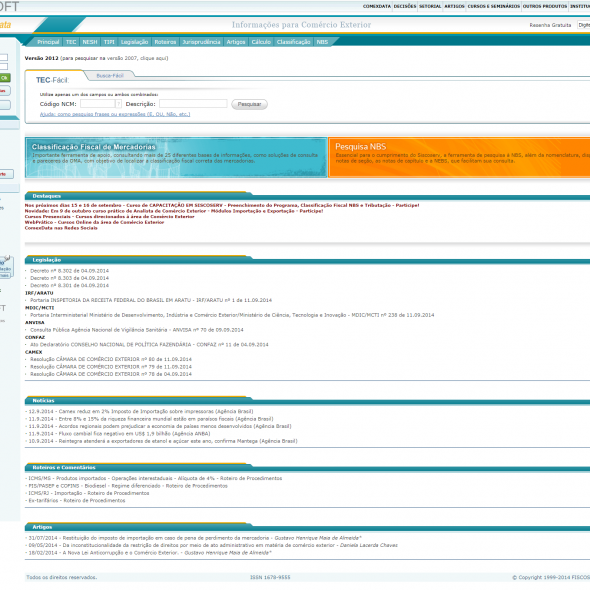 OFT
COMEXDATA DECISÕES EDITORIAL ARTIGOS CURSOS E SEMINÁRIOS OUTROS PRODUTOS
Informações para Comércio Exterior
Resenha Gratuita
Principal TEC NESH TIPI Legislação Roteiros Jurisprudência Artigos Cálculo Classificação NBS
Versão 2012 (para pesquisar na versão 2007, clique aqui)
TEC-Fácil
Busca-Fácil
Utilize apenas um dos campos ou ambos combinados:
Código NCM: Descrição: Pesquisar
Ajuda: como pesquisar frases ou expressões (E, OU, Não, etc.)
Ok
Classificação Fiscal de Mercadorias
Importante ferramenta de apoio, consultando mais de 25 diferentes bases de informações, como soluções de consulta
e pareceres da OMA, com objetivo de localizar a classificação fiscal correta das mercadorias.
Pesquisa NBS
Essencial para o cumprimento do Siscoserv, a ferramenta de pesquisa à NBS, além da nomenclatura,
notas de seção, as notas de capítulo e a NEBS, que facilitam sua consulta.
Destaques
Nos próximos dias 15 e 16 de setembro - Curso de CAPACITAÇÃO EM SISCOSERV - Preenchimento do Programa, Classificação Fiscal NBS e Tributação - Participe!
Novidade: Em 9 de outubro curso prático de Analista de Comércio Exterior - Módulos Importação e Exportação - Participe!
Cursos Presenciais - Cursos direcionados à área de Comércio Exterior
WebPrático - Cursos Online da área de Comércio Exterior
ComexData nas Redes Sociais
Legislação
- Decreto nº 8.302 de 04.09.2014
- Decreto nº 8.303 de 04.09.2014
- Decreto nº 8.301 de 04.09.2014
IRF/ARATU
- Portaria INSPETORIA DA RECEITA FEDERAL DO BRASIL EM ARATU - IRF/ARATU nº 1 de 11.09.2014
MDIC/MCTI
- Portaria Interministerial Ministério do Desenvolvimento, Indústria e Comércio Exterior/Ministério de Ciência, Tecnologia e Inovação - MDIC/MCTI nº 238 de 11.09.2014
ANVISA
- Consulta Pública Agência Nacional de Vigilância Sanitária - ANVISA nº 70 de 09.09.2014
CONFAZ
- Ato Declaratório CONSELHO NACIONAL DE POLÍTICA FAZENDÁRIA - CONFAZ nº 11 de 04.09.2014
CAMEX
- Resolução CÂMARA DE COMÉRCIO EXTERIOR nº 80 de 11.09.2014
- Resolução CÂMARA DE COMÉRCIO EXTERIOR nº 79 de 11.09.2014
- Resolução CÂMARA DE COMÉRCIO EXTERIOR nº 78 de 04.09.2014
Notícias
- 12.9.2014 - Camex reduz em 2% Imposto de Importação sobre impressoras (Agência Brasil)
- 11.9.2014 - Entre 8% e 15% da riqueza financeira mundial estão em paraísos fiscais (Agência Brasil)
- 11.9.2014 - Acordos regionais podem prejudicar a economia de países menos desenvolvidos (Agência Brasil)
- 11.9.2014 - Fluxo cambial fica negativo em US$ 1,9 bilhão (Agência ANBA)
- 10.9.2014 - Reintegra atenderá a exportadores de etanol e açúcar este ano, confirma Mantega (Agência Brasil)
Roteiros e Comentários
- ICMS/MS - Produtos importados - Operações interestaduais - Alíquota de 4% - Roteiro de Procedimentos
- PIS/PASEP e COFINS - Biodiesel - Regime diferenciado - Roteiro de Procedimentos
- ICMS/RJ - Importação - Roteiro de Procedimentos
- Ex-tarifários - Roteiro de Procedimentos
Artigos
- 31/07/2014 - Restituição do imposto de importação em caso de pena de perdimento da mercadoria - Gustavo Henrique Maia de Almeida*
- 09/05/2014 - Da inconstitucionalidade da restrição de direitos por meio de ato administrativo em matéria de comércio exterior - Daniela Lacerda Chaves
- 18/02/2014 - A Nova Lei Anticorrupção e o Comércio Exterior. - Gustavo Henrique Maia de Almeida*
Todos os direitos reservados.
ISSN 1678-9555
© Copyright 1999-2014